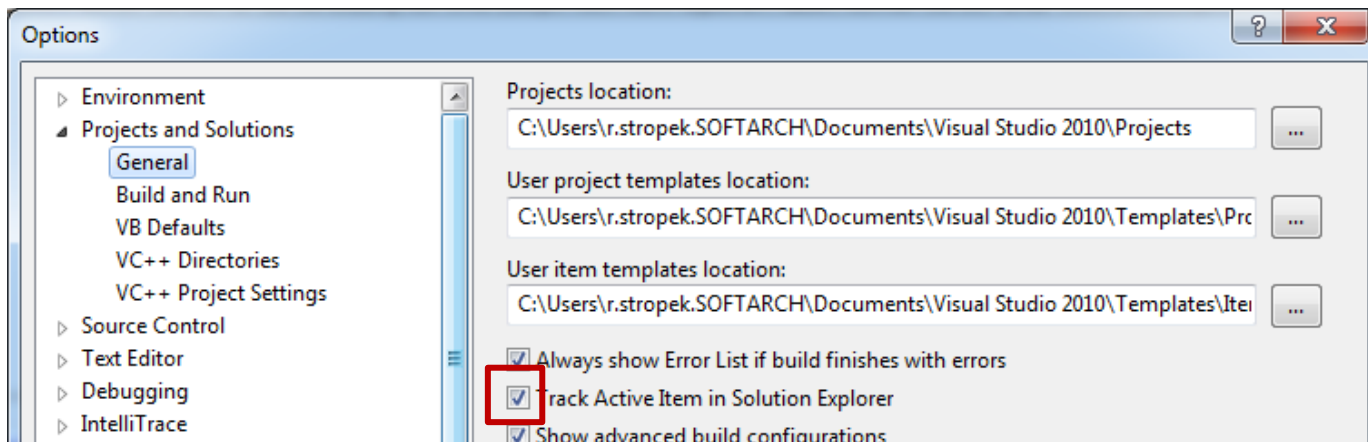 Options
Environment
Projects and Solutions
General
Build and Run
VB Defaults
VC++ Directories
VC++ Project Settings
Source Control
Text Editor
Debugging
IntelliTrace
Projects location:
C:\Users\r.stropek.SOFTARCH\Documents\Visual Studio 2010\Projects
...
User project templates location:
C:\Users\r.stropek.SOFTARCH\Documents\Visual Studio 2010\Templates\Prc
...
User item templates location:
C:\Users\r.stropek.SOFTARCH\Documents\Visual Studio 2010\Templates\Iter
...
Always show Error List if build finishes with errors
Track Active Item in Solution Explorer
Show advanced build configurations